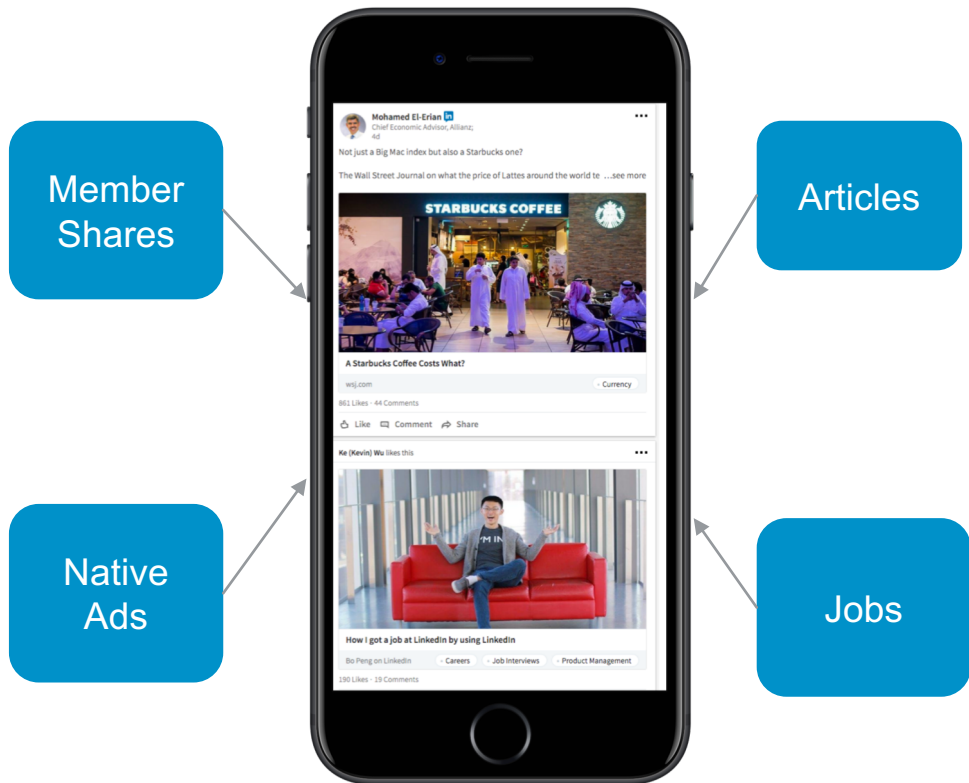 Member
Shares
Native
Ads
Articles
Jobs
Mohamed El-Erian in
Chief Economic Advisor, Allianz;
4d
Not just a Big Mac index but also a Starbucks one?
The Wall Street Journal on what the price of Lattes around the world te ...see more
STARBUCKS COFFEE
A Starbucks Coffee Costs What?
wsj.com
Currency
861 Likes · 44 Comments
Like Comment Share
Ke (Kevin) Wu likes this
I'M IN
How I got a job at LinkedIn by using LinkedIn
Bo Peng on LinkedIn
Careers
Job Interviews
Product Management
190 Likes · 19 Comments